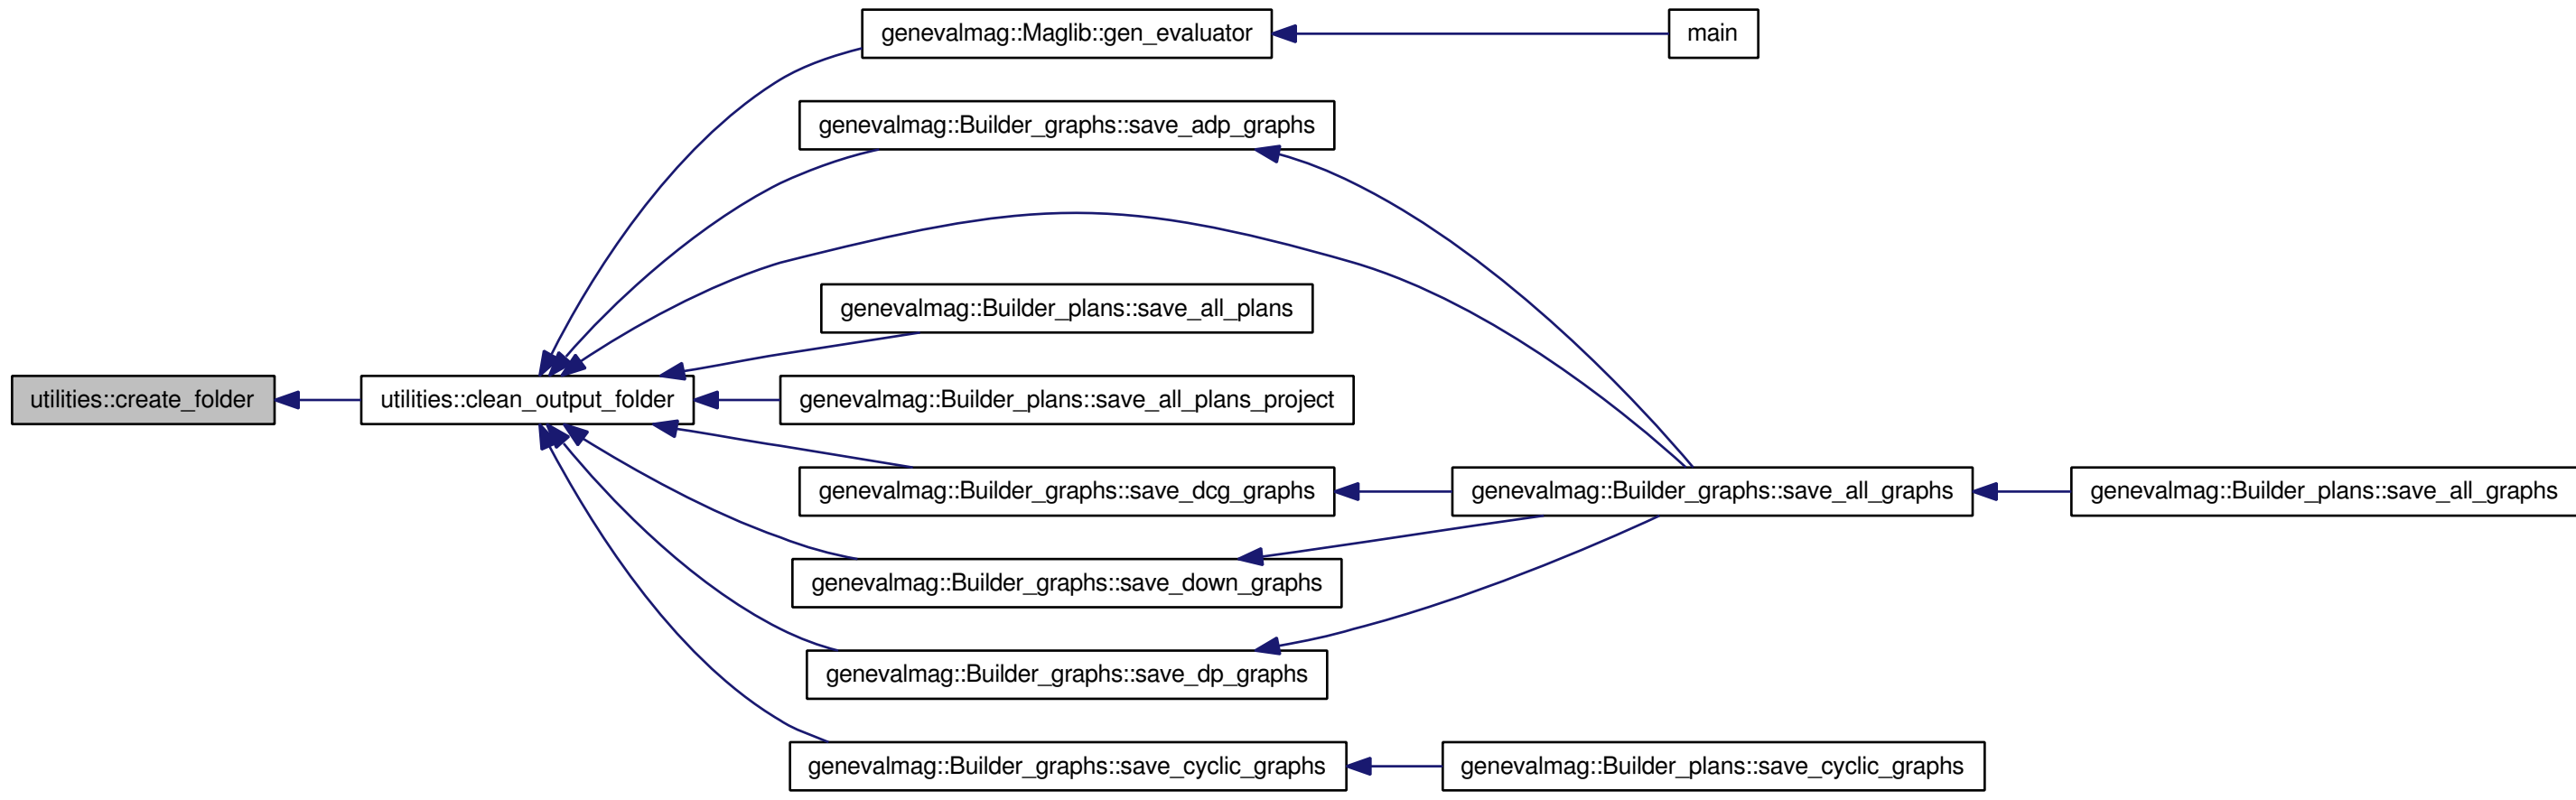 genevalmag::Maglib::gen_evaluator
main
genevalmag::Builder_graphs::save_adp_graphs
genevalmag::Builder_plans::save_all_plans
utilities::create_folder
utilities::clean_output_folder
genevalmag::Builder_plans::save_all_plans_project
genevalmag::Builder_graphs::save_dcg_graphs
genevalmag::Builder_graphs::save_all_graphs
genevalmag::Builder_plans::save_all_graphs
genevalmag::Builder_graphs::save_down_graphs
genevalmag::Builder_graphs::save_dp_graphs
genevalmag::Builder_graphs::save_cyclic_graphs
genevalmag::Builder_plans::save_cyclic_graphs